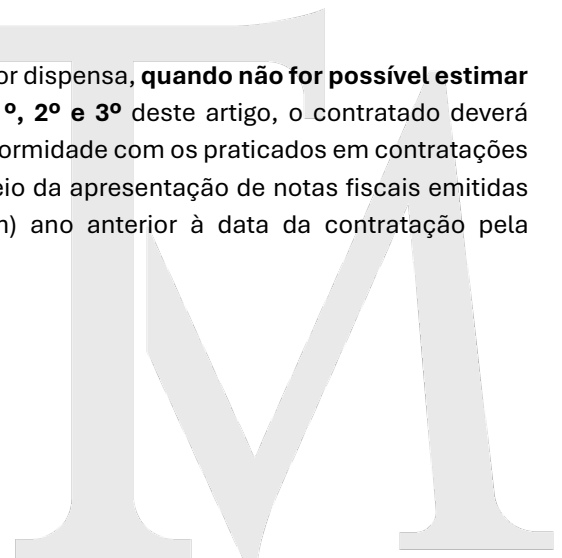 or dispensa, quando não for possível estimar
º, 2º e 3º deste artigo, o contratado deverá
ormidade com os praticados em contratações
eio da apresentação de notas fiscais emitidas
) ano anterior à data da contratação pela